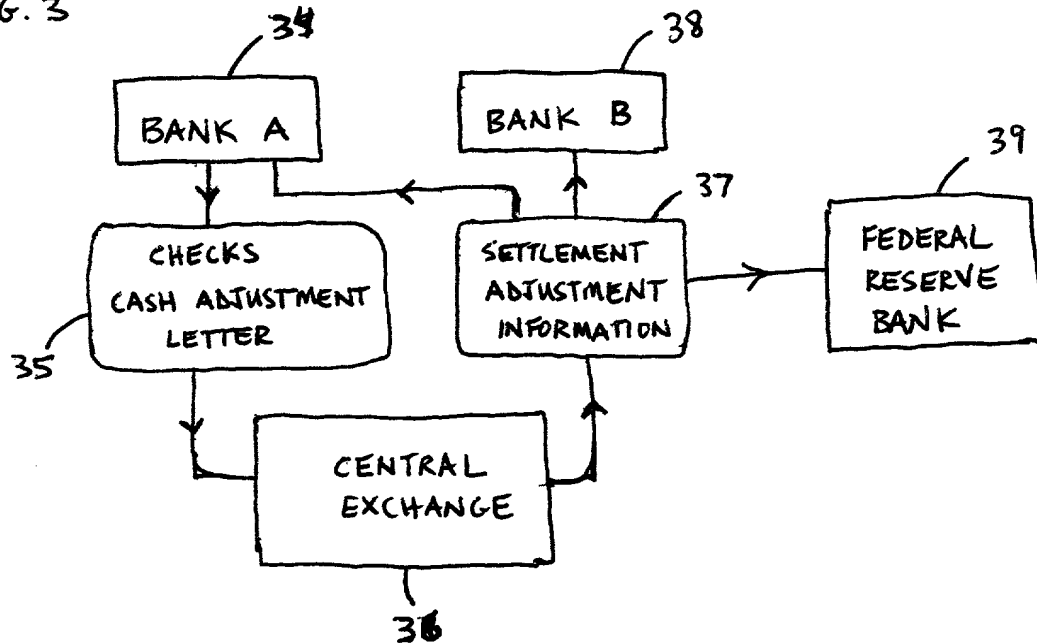 G. 3
34
38
BANK A
BANK B
39
37
CHECKS
CASH ADJUSTMENT
LETTER
SETTLEMENT
ADJUSTMENT
INFORMATION
FEDERAL
RESERVE
BANK
35
CENTRAL
EXCHANGE
36